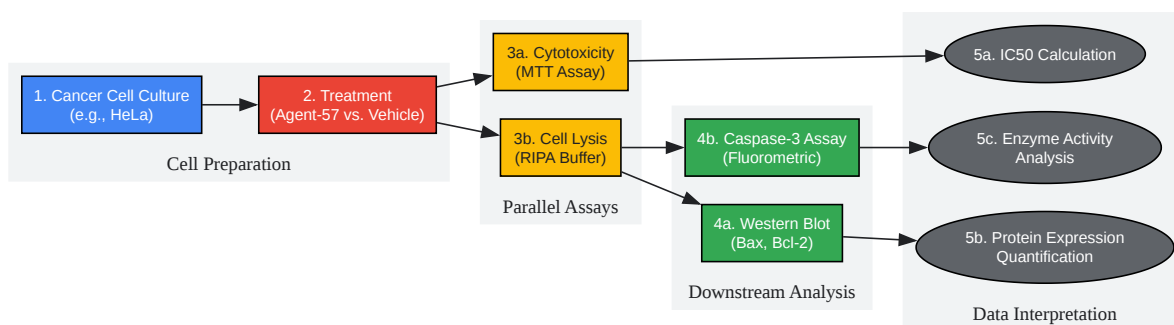 1. Cancer Cell Culture
(e.g., HeLa)
2. Treatment
(Agent-57 vs. Vehicle)
Cell Preparation
3a. Cytotoxicity
(MTT Assay)
3b. Cell Lysis
(RIPA Buffer)
Parallel Assays
4b. Caspase-3 Assay
(Fluorometric)
4a. Western Blot
(Bax, Bcl-2)
Downstream Analysis
5a. IC50 Calculation
5c. Enzyme Activity
Analysis
5b. Protein Expression
Quantification
Data Interpretation